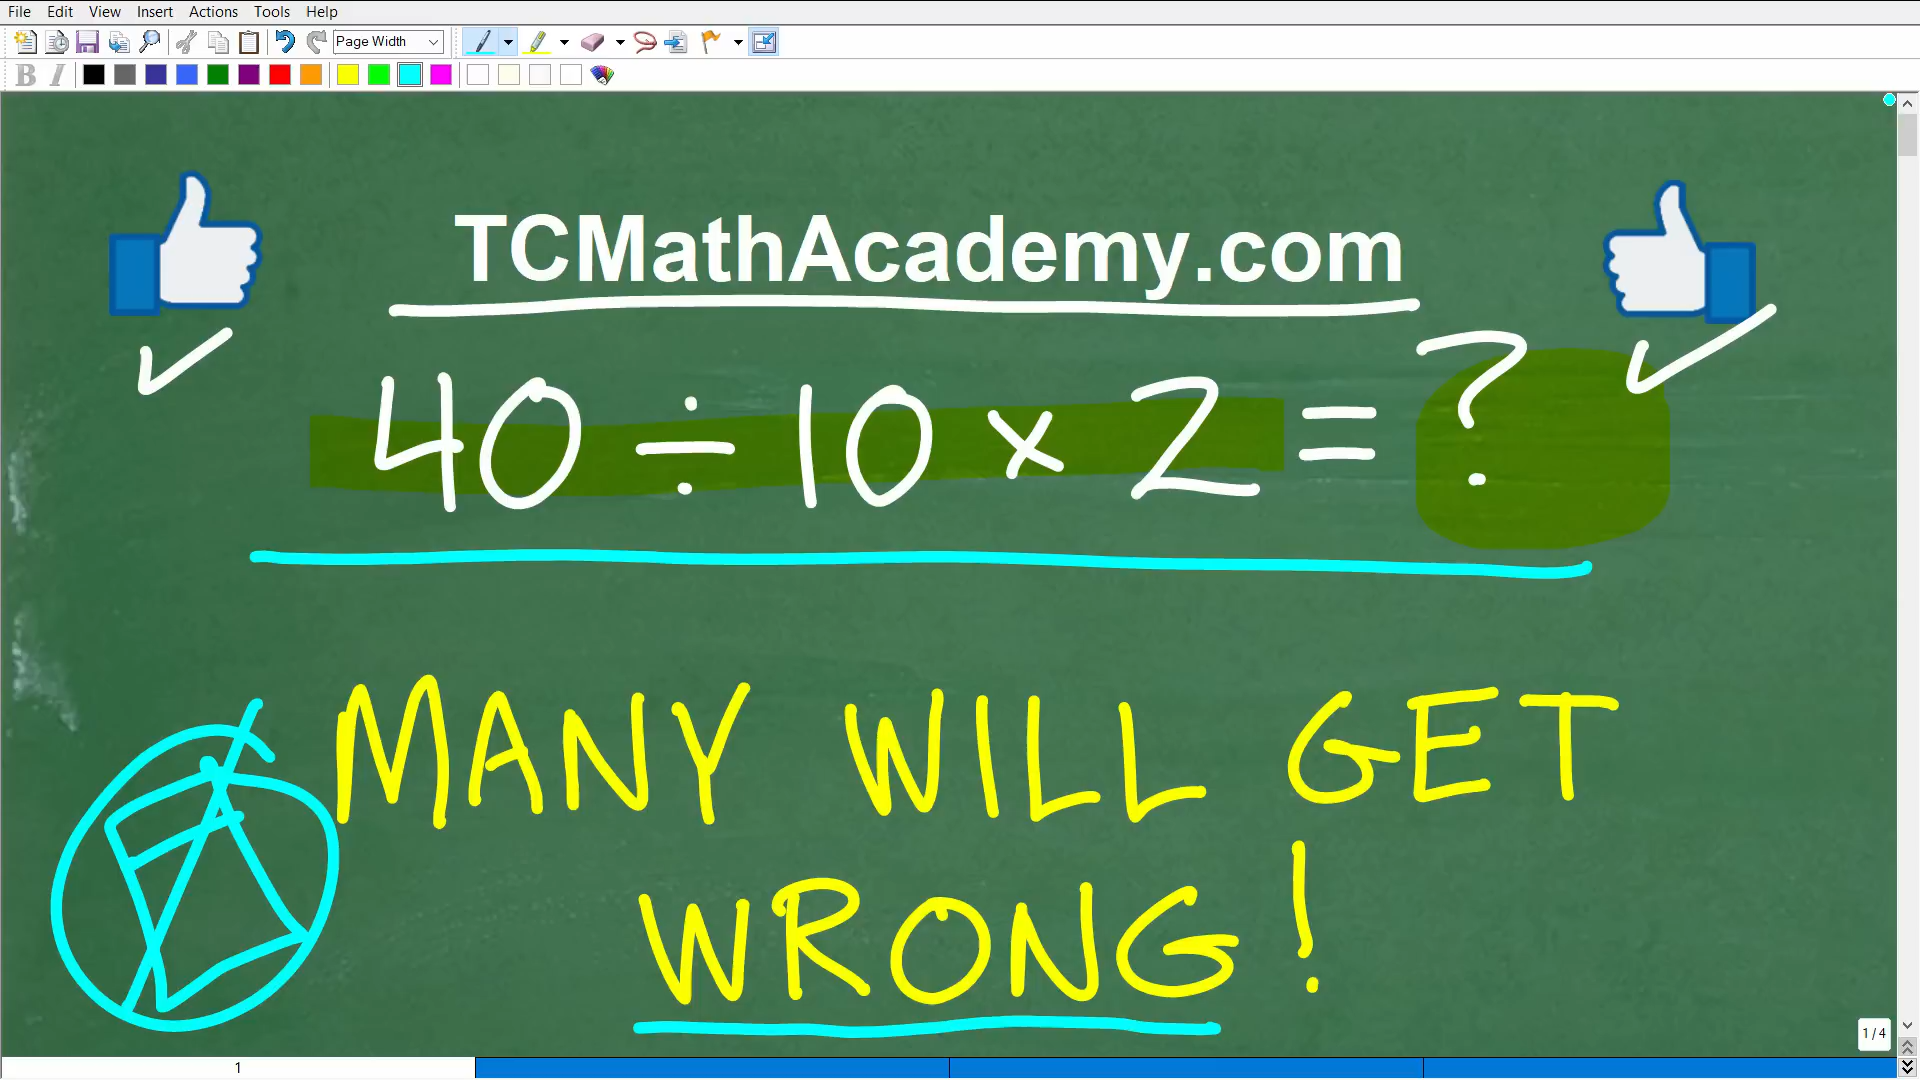 File Edit View Insert Actions Tools Help
Page Width
B I
TCMathAcademy.com
40 ÷ 10 × 2 = ?
MANY WILL GET
WRONG!
1 / 4
1